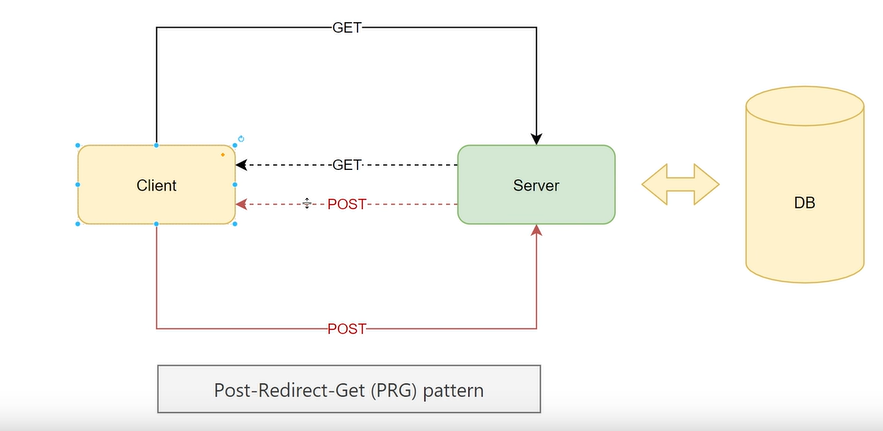 GET
GET
Client
Server
POST
DB
POST
Post-Redirect-Get (PRG) pattern